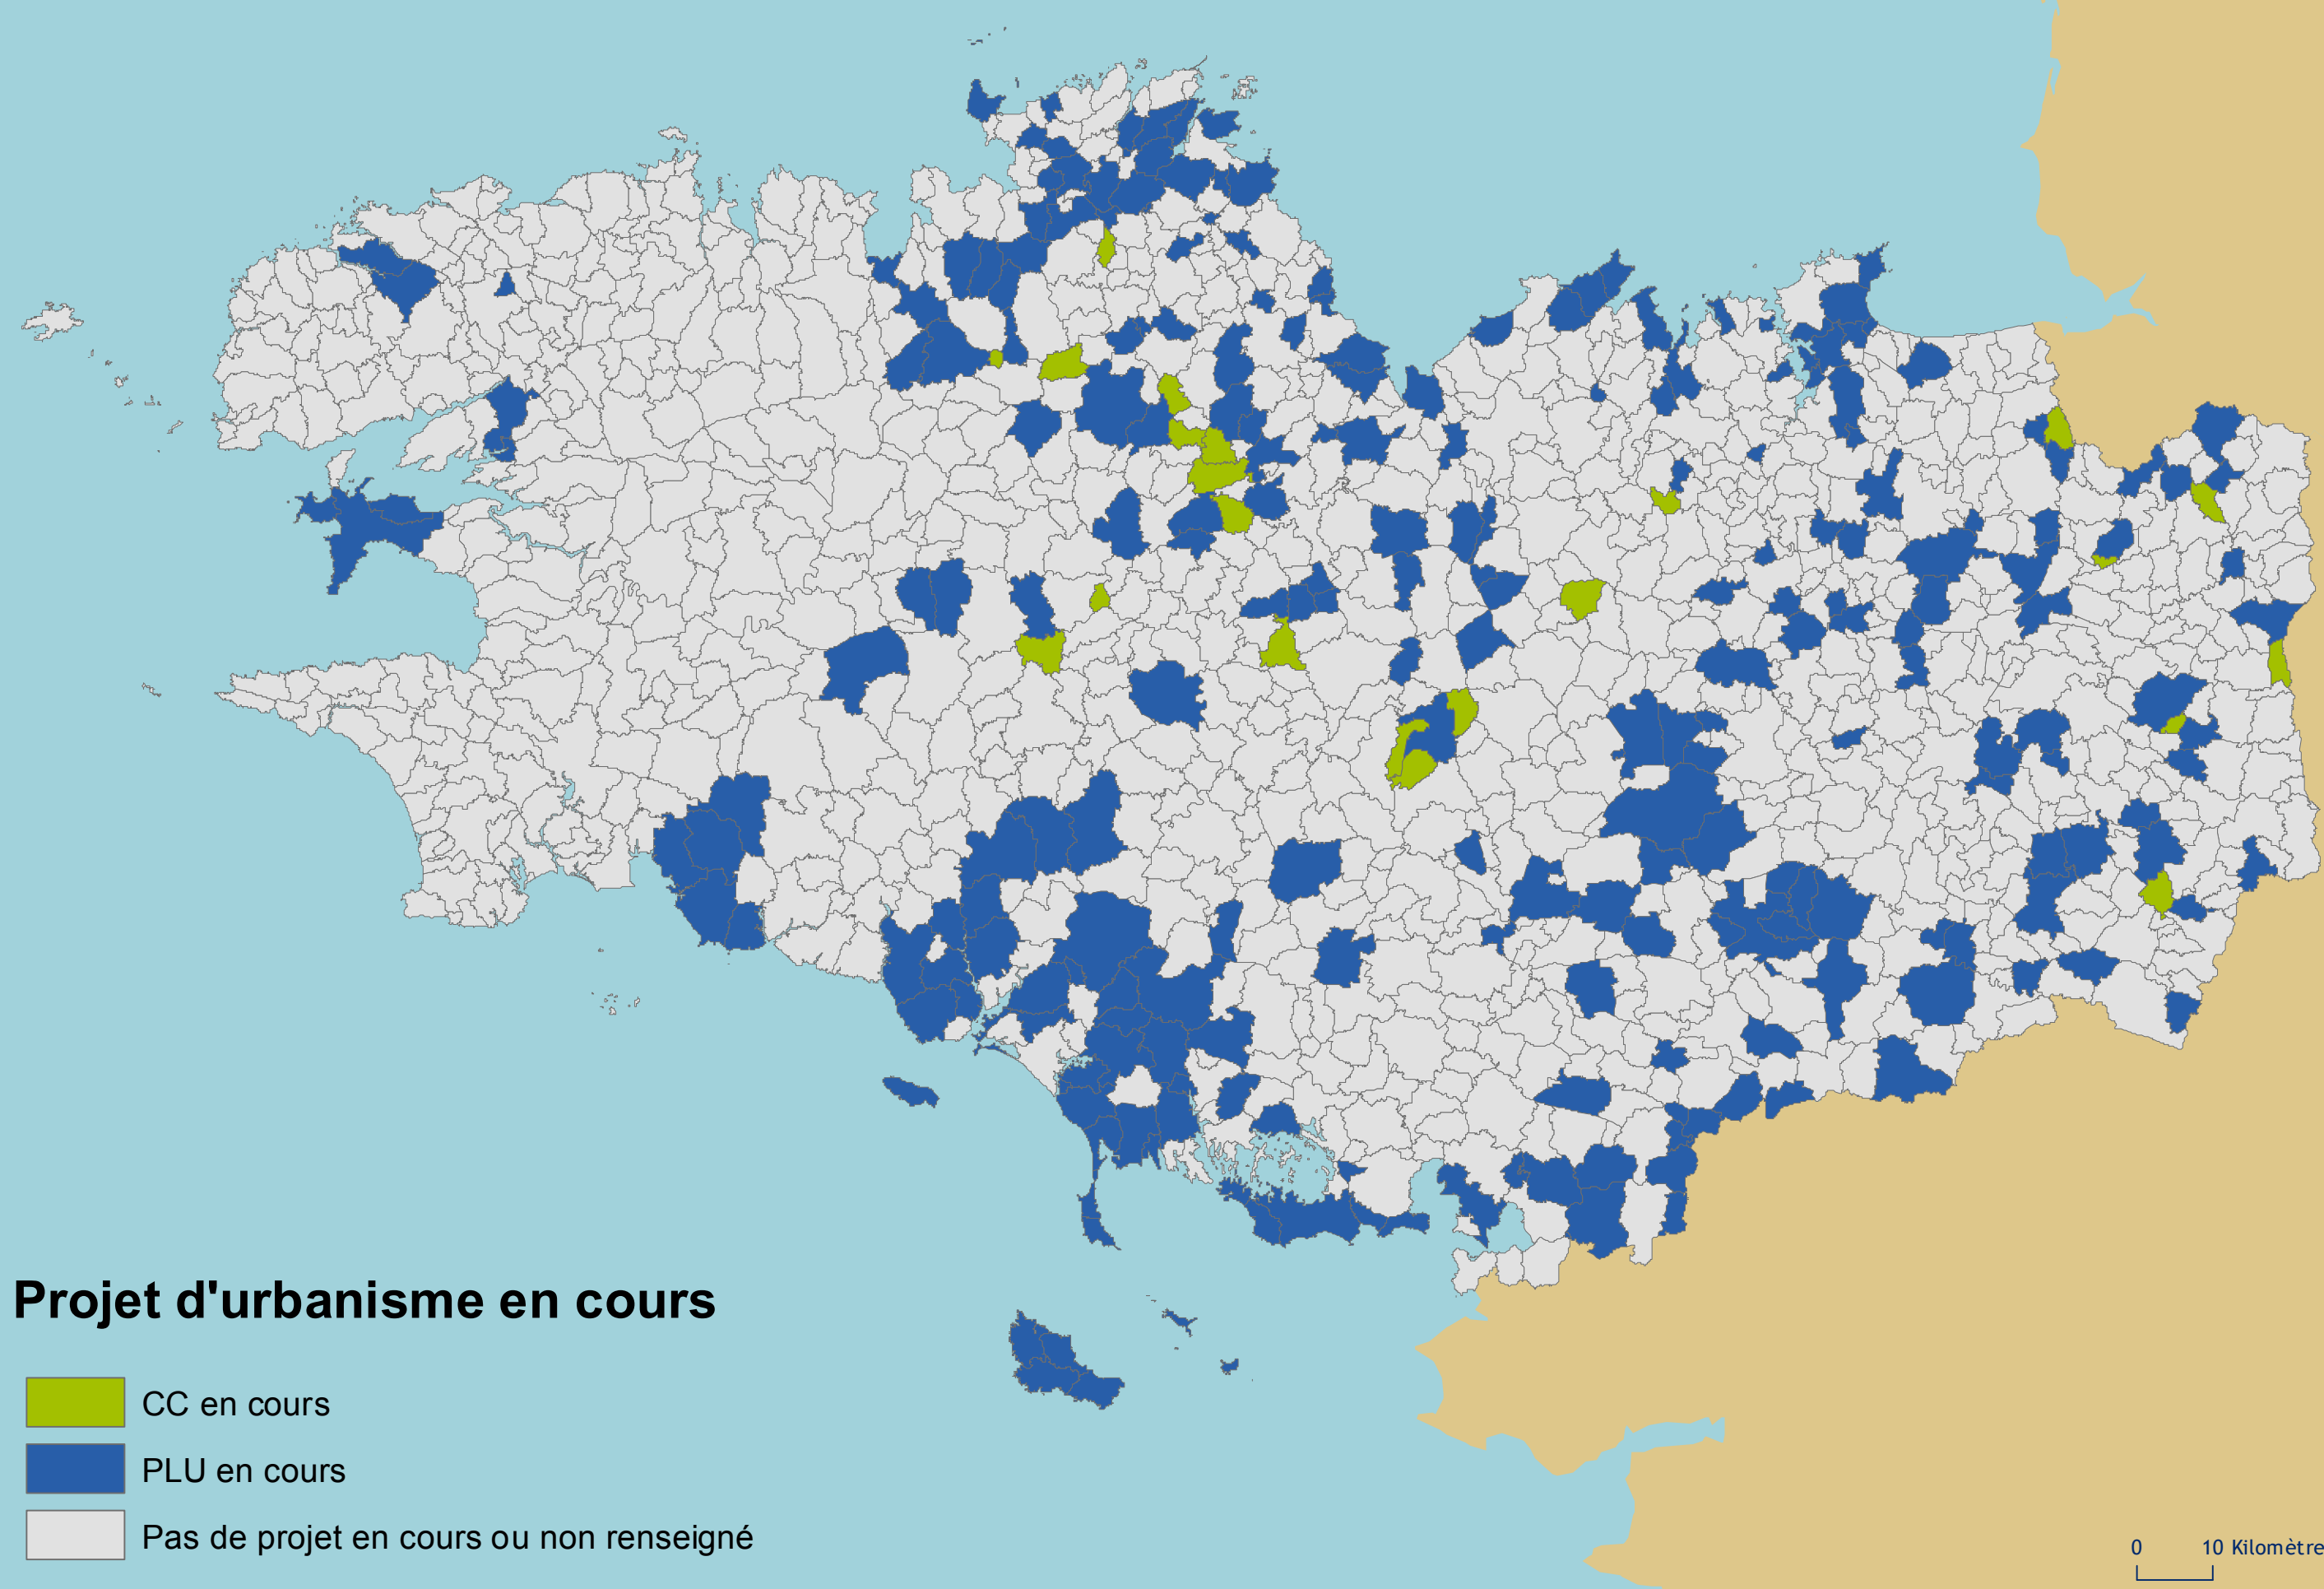 Projet d'urbanisme en cours
CC en cours
PLU en cours
Pas de projet en cours ou non renseigné
0 10 Kilomètre